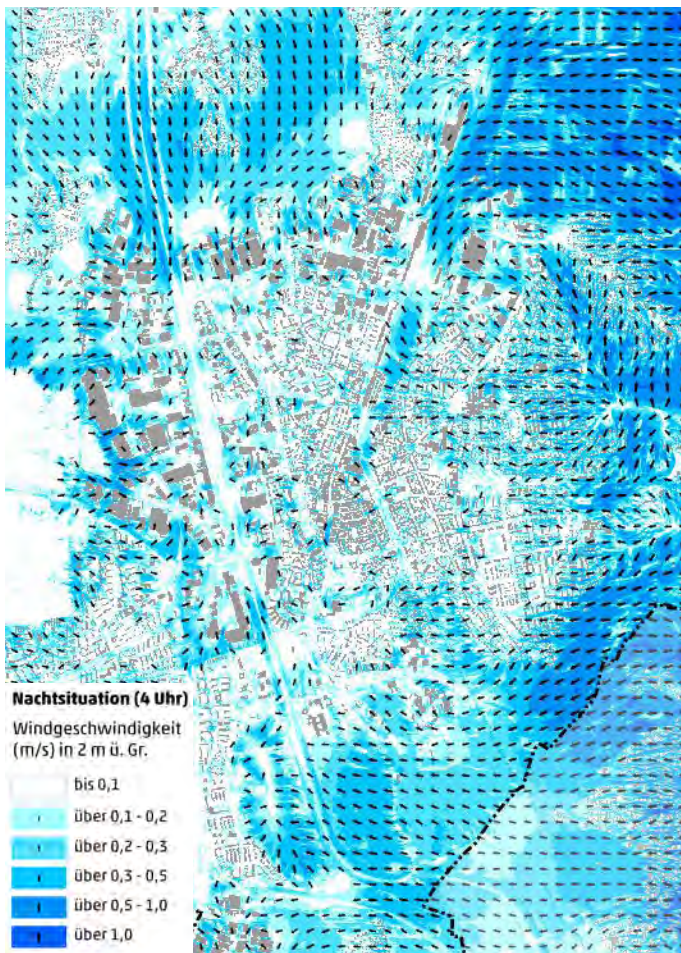 Nachtsituation (4 Uhr)
Windgeschwindigkeit
(m/s) in 2 m ü. Gr.
bis 0,1
über 0,1 - 0,2
über 0,2 - 0,3
über 0,3 - 0,5
über 0,5 - 1,0
über 1,0